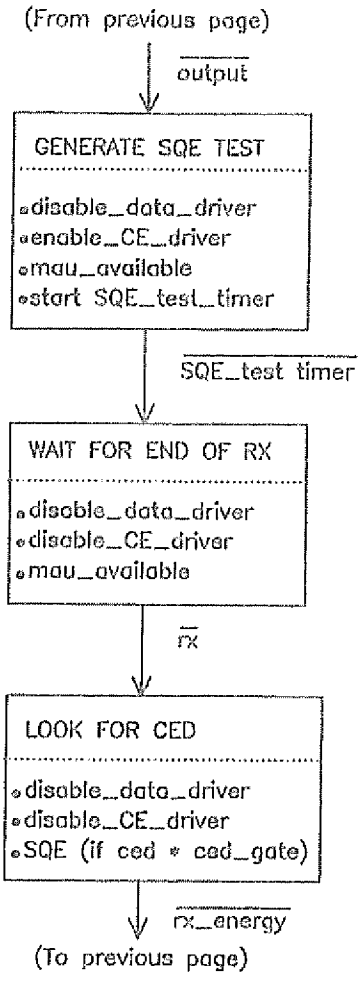 (From previous page)
output
GENERATE SQE TEST
disable_data_driver
enable_CE_driver
mau_available
start SQE_test_timer
SQE_test timer
WAIT FOR END OF RX
disable_data_driver
disable_CE_driver
mau_available
rx
LOOK FOR CED
disable_data_driver
disable_CE_driver
SQE (if ced * ced_gate)
rx_energy
(To previous page)